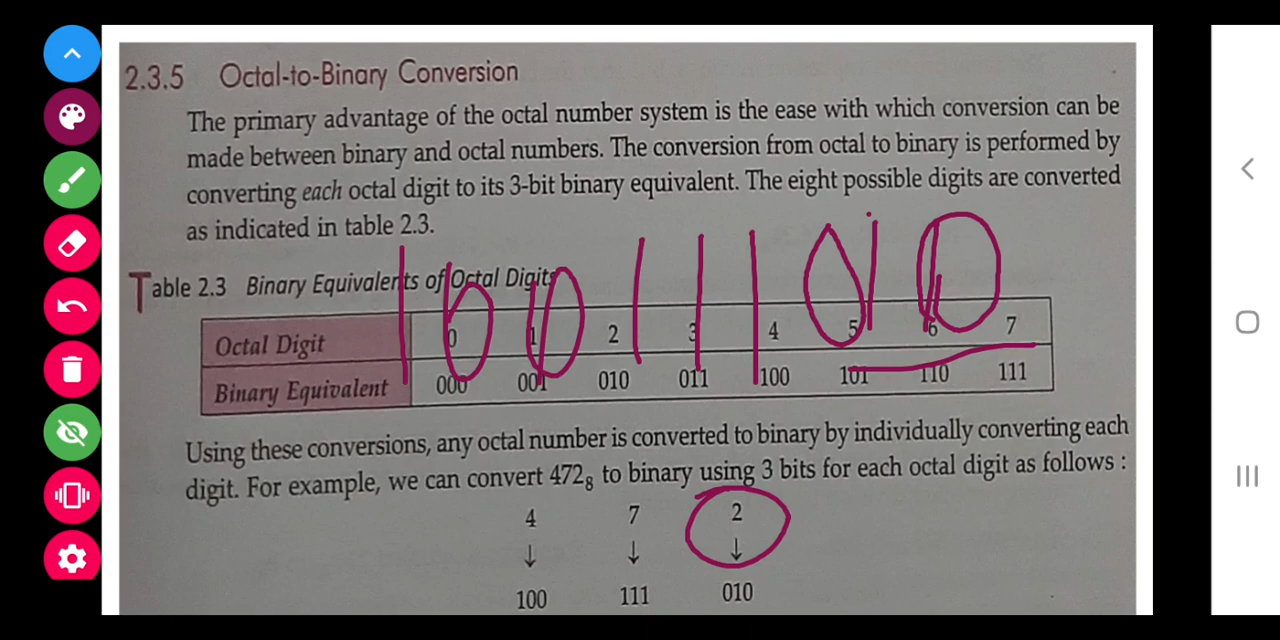 2.3.5 Octal-to-Binary Conversion
The primary advantage of the octal number system is the ease with which conversion can be
made between binary and octal numbers. The conversion from octal to binary is performed by
converting each octal digit to its 3-bit binary equivalent. The eight possible digits are converted
as indicated in table 2.3.
100111010
Table 2.3 Binary Equivalents of Octal Digits
Octal Digit 0 1 2 3 4 5 6 7
Binary Equivalent 000 001 010 011 100 101 110 111
Using these conversions, any octal number is converted to binary by individually converting each
digit. For example, we can convert 472₈ to binary using 3 bits for each octal digit as follows :
4 7 2
↓ ↓ ↓
100 111 010